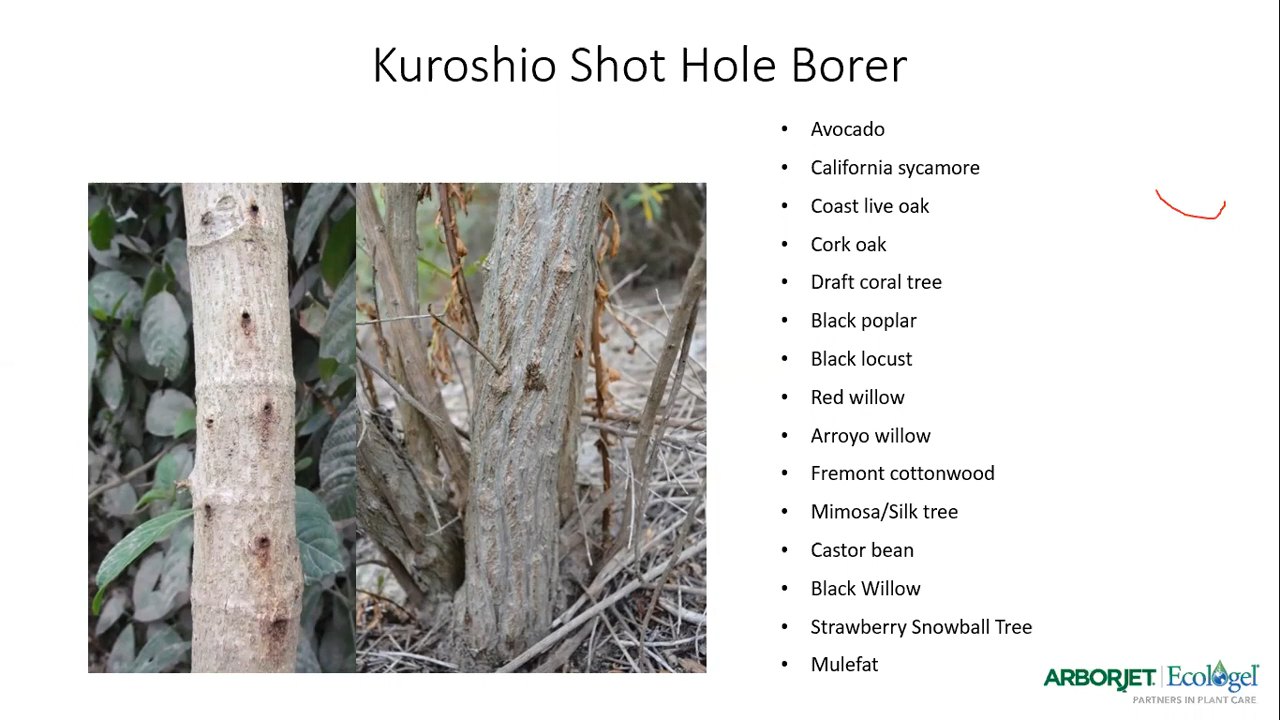 Kuroshio Shot Hole Borer
• Avocado
• California sycamore
• Coast live oak
• Cork oak
• Draft coral tree
• Black poplar
• Black locust
• Red willow
• Arroyo willow
• Fremont cottonwood
• Mimosa/Silk tree
• Castor bean
• Black Willow
• Strawberry Snowball Tree
• Mulefat
ARBORJET | Ecologel
PARTNERS IN PLANT CARE